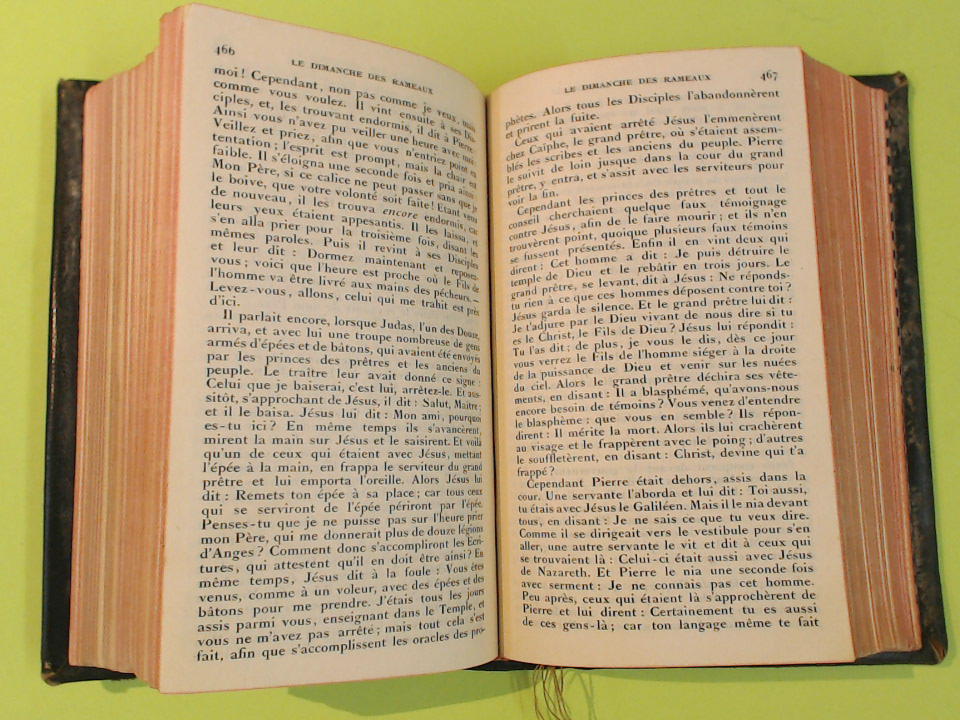 466
LE DIMANCHE DES RAMEAUX
moi ! Cependant, non pas comme je veux, mais
comme vous voulez. Il vint ensuite à ses Dis-
ciples, et, les trouvant endormis, il dit à Pierre :
Ainsi vous n'avez pu veiller une heure avec moi.
Veillez et priez, afin que vous n'entriez point en
tentation ; l'esprit est prompt, mais la chair est
faible. Il s'éloigna une seconde fois et pria ainsi :
Mon Père, si ce calice ne peut passer sans que je
le boive, que votre volonté soit faite ! Etant venu
de nouveau, il les trouva encore endormis, car
leurs yeux étaient appesantis. Il les laissa, et
s'en alla prier pour la troisième fois, disant les
mêmes paroles. Puis il revint à ses Disciples
et leur dit : Dormez maintenant et reposez-
vous ; voici que l'heure est proche où le Fils de
l'homme va être livré aux mains des pécheurs. —
Levez-vous, allons, celui qui me trahit est près
d'ici.
Il parlait encore, lorsque Judas, l'un des Douze,
arriva, et avec lui une troupe nombreuse de gens
armés d'épées et de bâtons, qui avaient été envoyés
par les princes des prêtres et les anciens du
peuple. Le traître leur avait donné ce signe :
Celui que je baiserai, c'est lui, arrêtez-le. Et aus-
sitôt, s'approchant de Jésus, il dit : Salut, Maître ;
et il le baisa. Jésus lui dit : Mon ami, pourquoi
es-tu ici ? En même temps ils s'avancèrent,
mirent la main sur Jésus et le saisirent. Et voilà
qu'un de ceux qui étaient avec Jésus, mettant
l'épée à la main, en frappa le serviteur du grand
prêtre et lui emporta l'oreille. Alors Jésus lui
dit : Remets ton épée à sa place ; car tous ceux
qui se serviront de l'épée périront par l'épée.
Penses-tu que je ne puisse pas sur l'heure prier
mon Père, qui me donnerait plus de douze légions
d'Anges ? Comment donc s'accompliront les Ecri-
tures, qui attestent qu'il en doit être ainsi ? En
même temps, Jésus dit à la foule : Vous êtes
venus, comme à un voleur, avec des épées et des
bâtons pour me prendre. J'étais tous les jours
assis parmi vous, enseignant dans le Temple, et
vous ne m'avez pas arrêté ; mais tout cela s'est
fait, afin que s'accomplissent les oracles des pro-
LE DIMANCHE DES RAMEAUX
467
phètes. Alors tous les Disciples l'abandonnèrent
et prirent la fuite.
Ceux qui avaient arrêté Jésus l'emmenèrent
chez Caïphe, le grand prêtre, où s'étaient assem-
blés les scribes et les anciens du peuple. Pierre
le suivit de loin jusque dans la cour du grand
prêtre, y entra, et s'assit avec les serviteurs pour
voir la fin.
Cependant les princes des prêtres et tout le
conseil cherchaient quelque faux témoignage
contre Jésus, afin de le faire mourir ; et ils n'en
trouvèrent point, quoique plusieurs faux témoins
se fussent présentés. Enfin il en vint deux qui
dirent : Cet homme a dit : Je puis détruire le
temple de Dieu et le rebâtir en trois jours. Le
grand prêtre, se levant, dit à Jésus : Ne réponds-
tu rien à ce que ces hommes déposent contre toi ?
Jésus garda le silence. Et le grand prêtre lui dit :
Je t'adjure par le Dieu vivant de nous dire si tu
es le Christ, le Fils de Dieu ? Jésus lui répondit :
Tu l'as dit ; de plus, je vous le dis, dès ce jour
vous verrez le Fils de l'homme siéger à la droite
de la puissance de Dieu et venir sur les nuées
du ciel. Alors le grand prêtre déchira ses vête-
ments, en disant : Il a blasphémé, qu'avons-nous
encore besoin de témoins ? Vous venez d'entendre
le blasphème : que vous en semble ? Ils répon-
dirent : Il mérite la mort. Alors ils lui crachèrent
au visage et le frappèrent avec le poing ; d'autres
le souffletèrent, en disant : Christ, devine qui t'a
frappé ?
Cependant Pierre était dehors, assis dans la
cour. Une servante l'aborda et lui dit : Toi aussi,
tu étais avec Jésus le Galiléen. Mais il le nia devant
tous, en disant : Je ne sais ce que tu veux dire.
Comme il se dirigeait vers le vestibule pour s'en
aller, une autre servante le vit et dit à ceux qui
se trouvaient là : Celui-ci était aussi avec Jésus
de Nazareth. Et Pierre le nia une seconde fois
avec serment : Je ne connais pas cet homme.
Peu après, ceux qui étaient là s'approchèrent de
Pierre et lui dirent : Certainement tu es aussi
de ces gens-là ; car ton langage même te fait